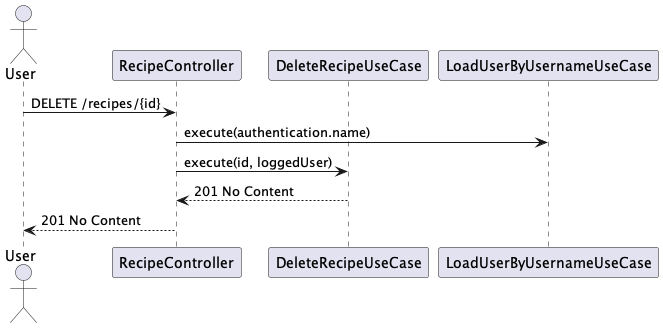 User
RecipeController
DeleteRecipeUseCase
LoadUserByUsernameUseCase
DELETE /recipes/{id}
execute(authentication.name)
execute(id, loggedUser)
201 No Content
201 No Content
User
RecipeController
DeleteRecipeUseCase
LoadUserByUsernameUseCase